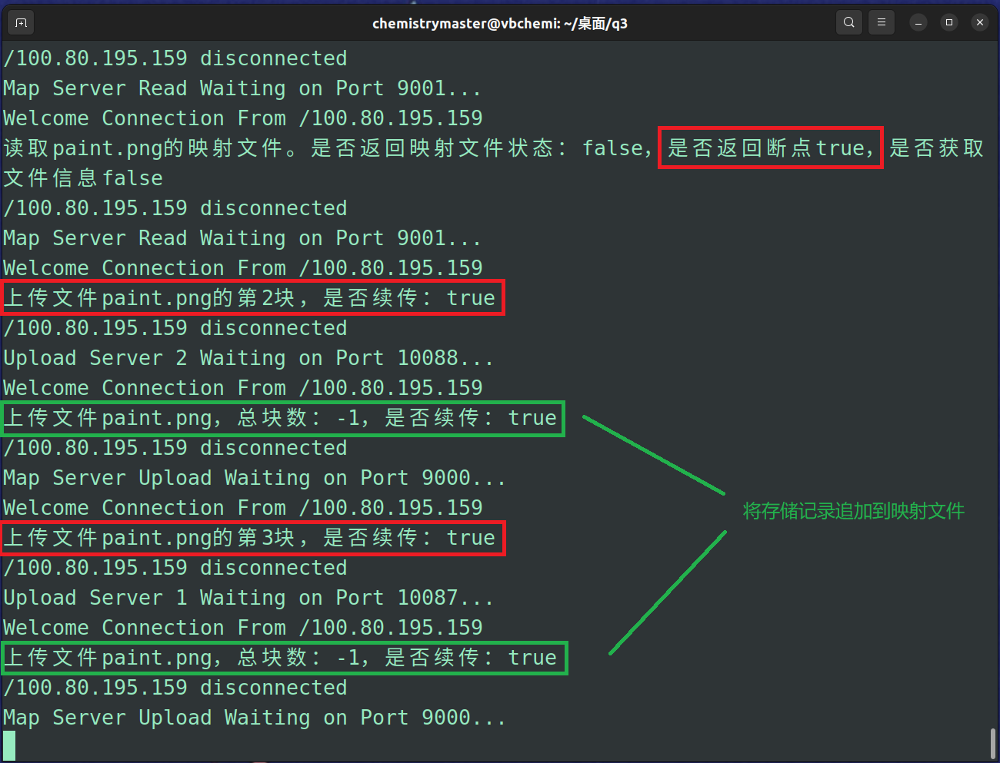 chemistrymaster@vbchemi: ~/桌面/q3
/100.80.195.159 disconnected
Map Server Read Waiting on Port 9001...
Welcome Connection From /100.80.195.159
读取paint.png的映射文件。是否返回映射文件状态：false，是否返回断点true，是否获取
文件信息false
/100.80.195.159 disconnected
Map Server Read Waiting on Port 9001...
Welcome Connection From /100.80.195.159
上传文件paint.png的第2块，是否续传：true
/100.80.195.159 disconnected
Upload Server 2 Waiting on Port 10088...
Welcome Connection From /100.80.195.159
上传文件paint.png，总块数：-1，是否续传：true
/100.80.195.159 disconnected
Map Server Upload Waiting on Port 9000...
Welcome Connection From /100.80.195.159
将存储记录追加到映射文件
上传文件paint.png的第3块，是否续传：true
/100.80.195.159 disconnected
Upload Server 1 Waiting on Port 10087...
Welcome Connection From /100.80.195.159
上传文件paint.png，总块数：-1，是否续传：true
/100.80.195.159 disconnected
Map Server Upload Waiting on Port 9000...